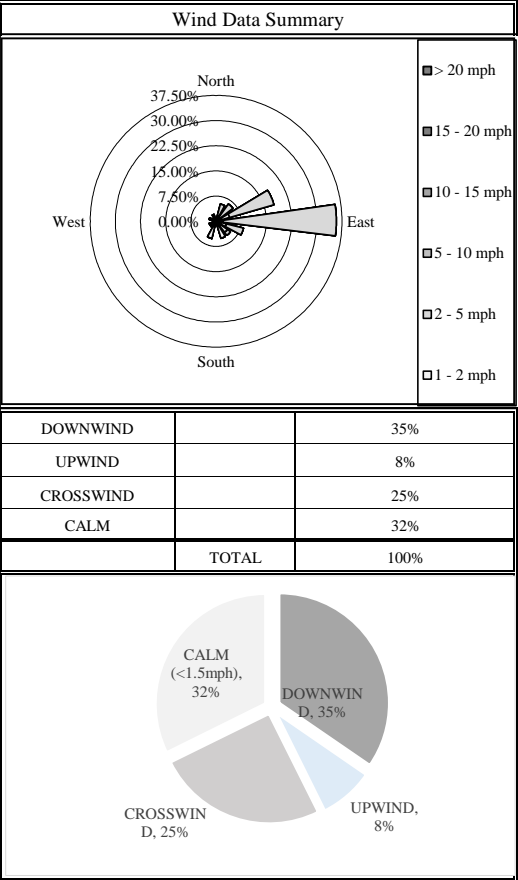 Wind Data Summary
North
37.50%
30.00%
22.50%
15.00%
7.50%
0.00%
West
East
South
> 20 mph
15 - 20 mph
10 - 15 mph
5 - 10 mph
2 - 5 mph
1 - 2 mph
DOWNWIND 35%
UPWIND 8%
CROSSWIND 25%
CALM 32%
TOTAL 100%
CALM
(<1.5mph),
32%
DOWNWIN
D, 35%
CROSSWIN
D, 25%
UPWIND,
8%